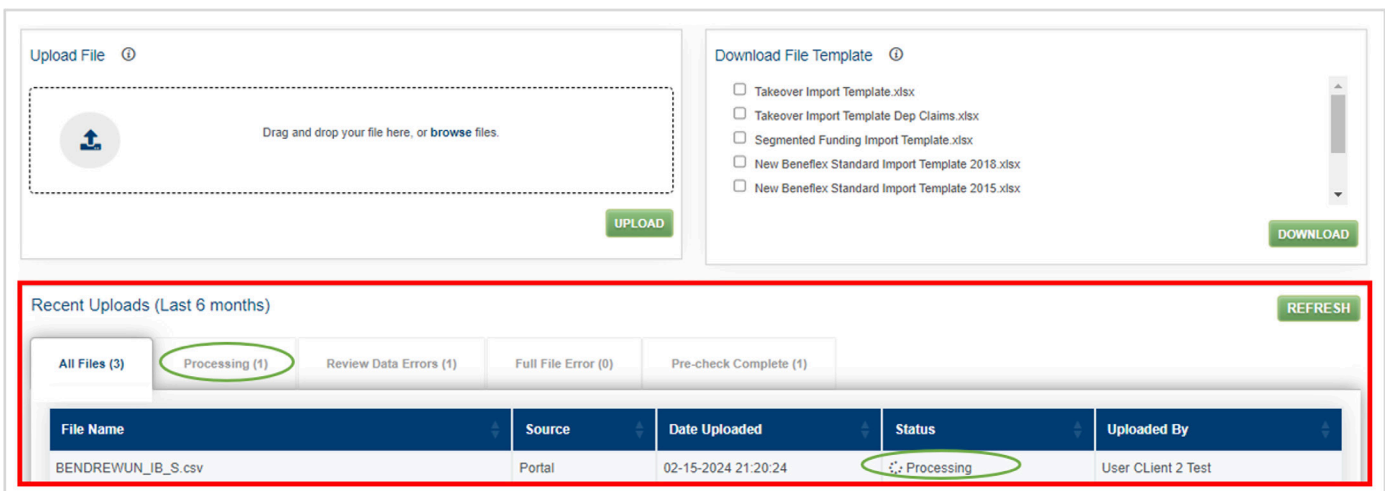 Upload File
Drag and drop your file here, or browse files.
UPLOAD
Download File Template
Takeover Import Template.xlsx
Takeover Import Template Dep Claims.xlsx
Segmented Funding Import Template.xlsx
New Beneflex Standard Import Template 2018.xlsx
New Beneflex Standard Import Template 2015.xlsx
DOWNLOAD
Recent Uploads (Last 6 months)
REFRESH
All Files (3) Processing (1) Review Data Errors (1) Full File Error (0) Pre-check Complete (1)
File Name Source Date Uploaded Status Uploaded By
BENDREWUN_IB_S.csv Portal 02-15-2024 21:20:24 Processing User CLient 2 Test